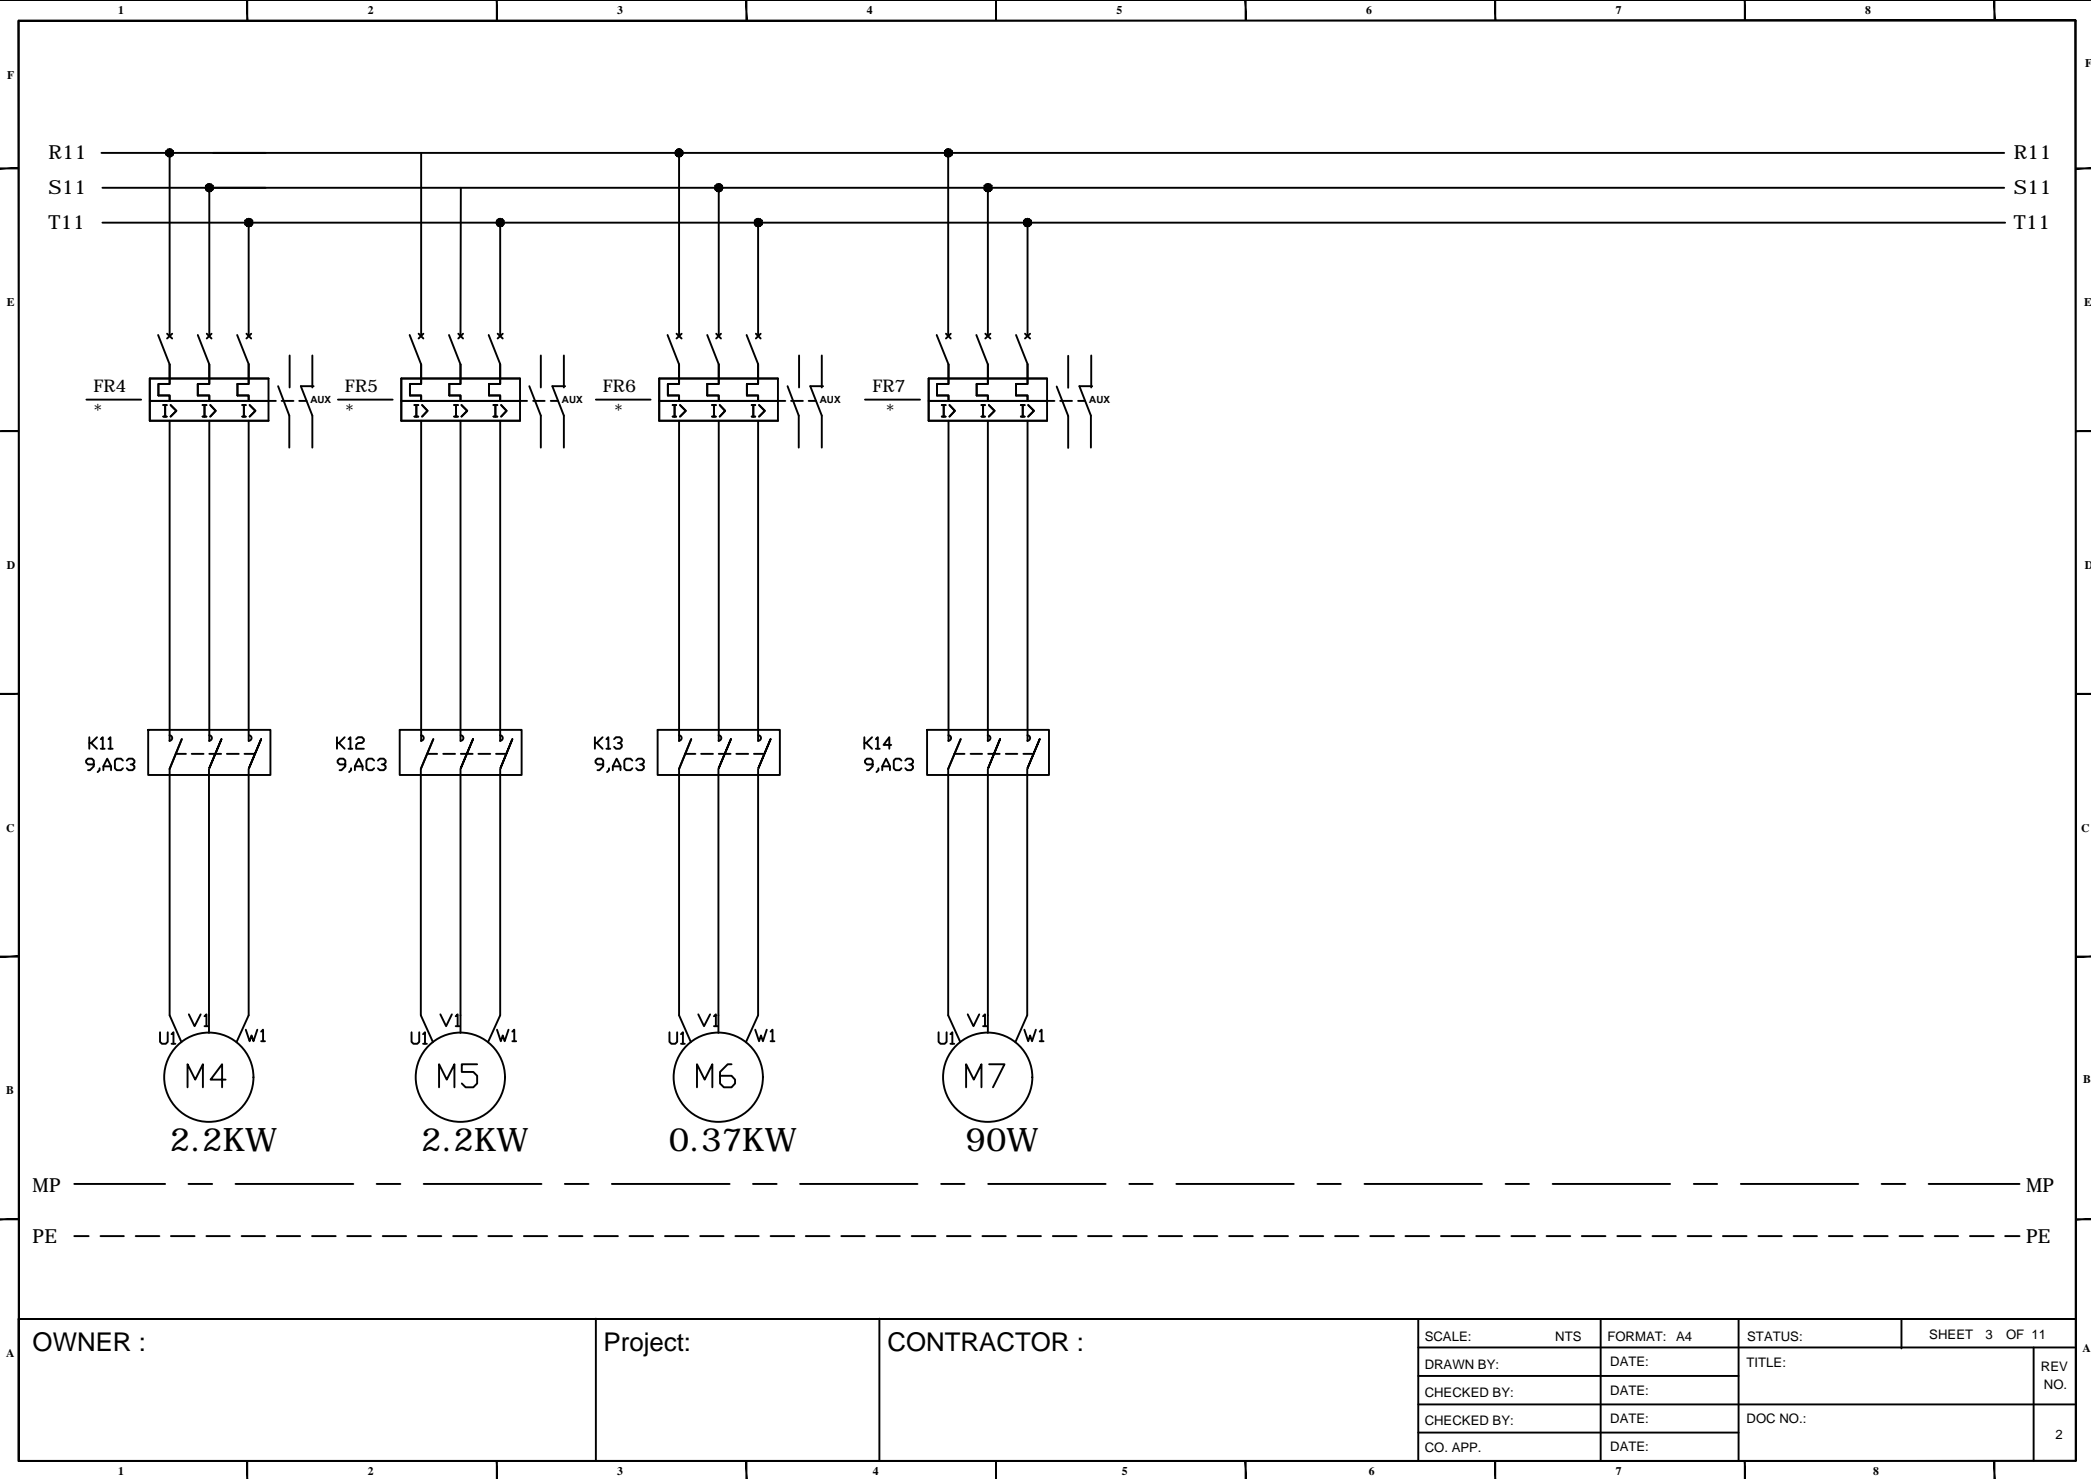 1 2 3 4 5 6 7 8
F F
R11 R11
S11 S11
T11 T11
E E
FR4 * I> I> I> AUX
FR5 * I> I> I> AUX
FR6 * I> I> I> AUX
FR7 * I> I> I> AUX
D D
K11 K12 K13 K14
9,AC3 9,AC3 9,AC3 9,AC3
C C
U1 V1 W1 U1 V1 W1 U1 V1 W1 U1 V1 W1
M4 M5 M6 M7
B B
2.2KW 2.2KW 0.37KW 90W
MP MP
PE PE
A A
OWNER :
Project:
CONTRACTOR :
SCALE: NTS FORMAT: A4 STATUS: SHEET 3 OF 11
DRAWN BY: DATE: TITLE: REV
CHECKED BY: DATE: NO.
CHECKED BY: DATE: DOC NO.: 2
CO. APP. DATE:
1 2 3 4 5 6 7 8